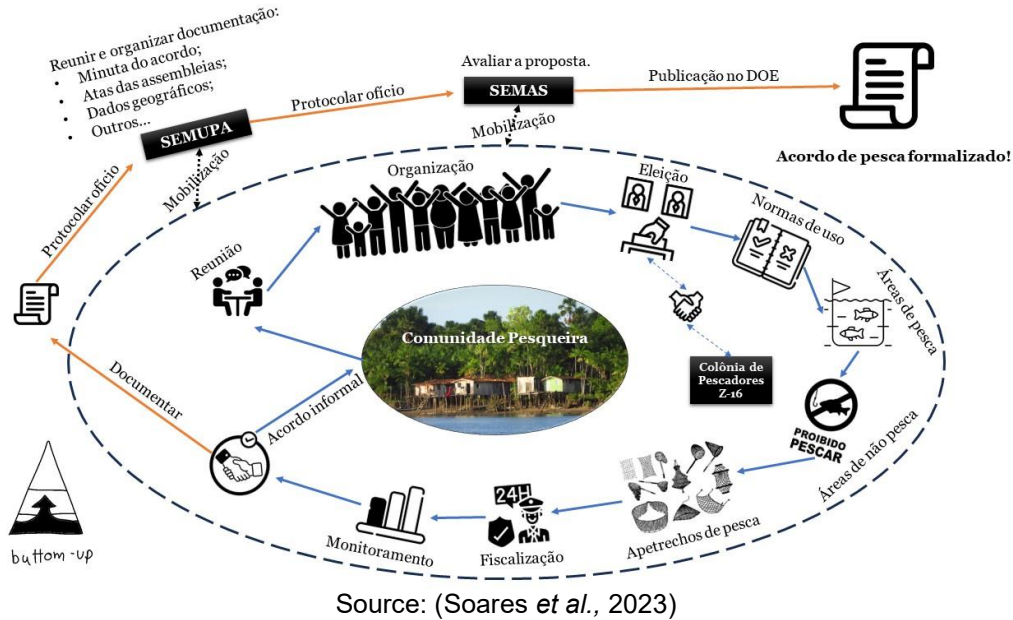 Reunir e organizar documentação:
• Minuta do acordo;
• Atas das assembleias;
• Dados geográficos;
• Outros...
SEMUPA
Protocolar ofício
Avaliar a proposta.
SEMAS
Publicação no DOE
Acordo de pesca formalizado!
Mobilização
Mobilização
Protocolar ofício
Organização
Eleição
Normas de uso
Reunião
Áreas de pesca
Comunidade Pesqueira
Colônia de
Pescadores
Z-16
Documentar
Acordo informal
PROIBIDO
PESCAR
Áreas de não pesca
24H
Apetrechos de pesca
Fiscalização
Monitoramento
buttom-up
Source: (Soares et al., 2023)